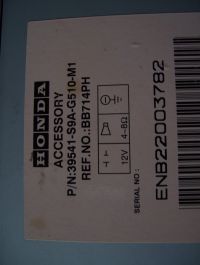 HONDA
ACCESSORY
P/N:39541-S9A-G510-M1
REF.NO.:BB714PH
12V 4-8Ω
SERIAL NO :
ENB22003782